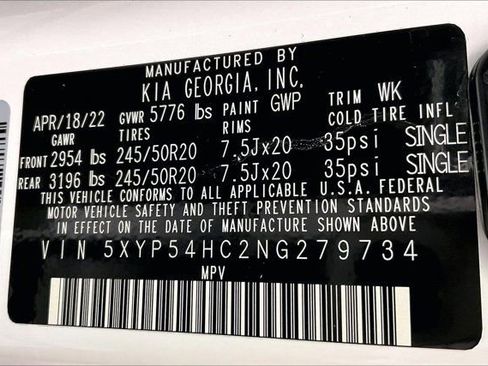 MANUFACTURED BY
KIA GEORGIA, INC.
APR/18/22 GVWR 5776 lbs PAINT GWP TRIM WK
GAWR TIRES RIMS COLD TIRE INFL
FRONT 2954 lbs 245/50R20 7.5Jx20 35psi SINGLE
REAR 3196 lbs 245/50R20 7.5Jx20 35psi SINGLE
THIS VEHICLE CONFORMS TO ALL APPLICABLE U.S.A. FEDERAL
MOTOR VEHICLE SAFETY AND THEFT PREVENTION STANDARDS
IN EFFECT ON THE DATE OF MANUFACTURE SHOWN ABOVE
VIN 5XYP54HC2NG279734
MPV